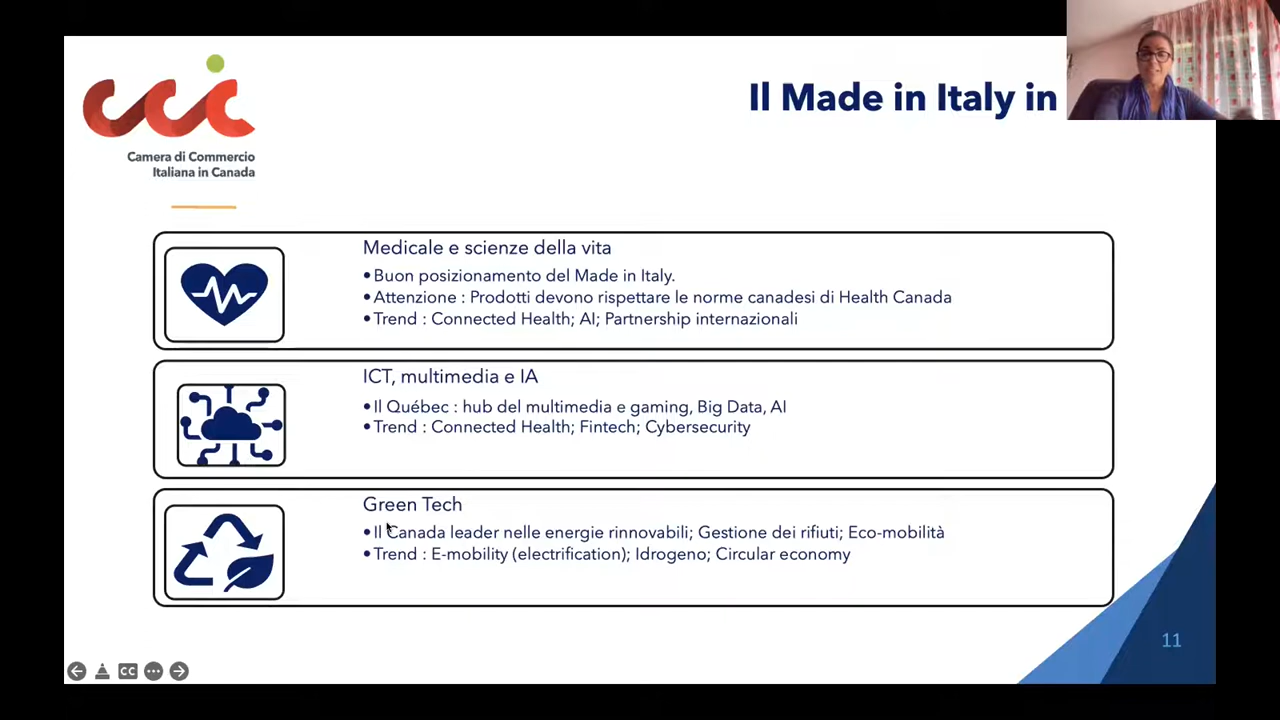 cci
Camera di Commercio
Italiana in Canada
Il Made in Italy in
Medicale e scienze della vita
•Buon posizionamento del Made in Italy.
•Attenzione : Prodotti devono rispettare le norme canadesi di Health Canada
•Trend : Connected Health; AI; Partnership internazionali
ICT, multimedia e IA
•Il Québec : hub del multimedia e gaming, Big Data, AI
•Trend : Connected Health; Fintech; Cybersecurity
Green Tech
•Il Canada leader nelle energie rinnovabili; Gestione dei rifiuti; Eco-mobilità
•Trend : E-mobility (electrification); Idrogeno; Circular economy
11
CC